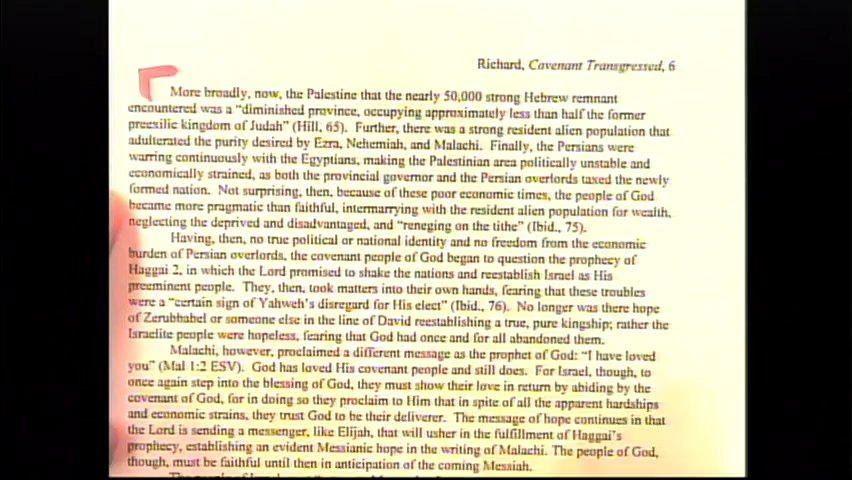 Richard, Covenant Transgressed, 6
More broadly, now, the Palestine that the nearly 50,000 strong Hebrew remnant
encountered was a “diminished province, occupying approximately less than half the former
preexilic kingdom of Judah” (Hill, 65). Further, there was a strong resident alien population that
adulterated the purity desired by Ezra, Nehemiah, and Malachi. Finally, the Persians were
warring continuously with the Egyptians, making the Palestinian area politically unstable and
economically strained, as both the provincial governor and the Persian overlords taxed the newly
formed nation. Not surprising, then, because of these poor economic times, the people of God
became more pragmatic than faithful, intermarrying with the resident alien population for wealth,
neglecting the deprived and disadvantaged, and “reneging on the tithe” (Ibid., 75).
Having, then, no true political or national identity and no freedom from the economic
burden of Persian overlords, the covenant people of God began to question the prophecy of
Haggai 2, in which the Lord promised to shake the nations and reestablish Israel as His
preeminent people. They, then, took matters into their own hands, fearing that these troubles
were a “certain sign of Yahweh’s disregard for His elect” (Ibid., 76). No longer was there hope
of Zerubbabel or someone else in the line of David reestablishing a true, pure kingship; rather the
Israelite people were hopeless, fearing that God had once and for all abandoned them.
Malachi, however, proclaimed a different message as the prophet of God: “I have loved
you” (Mal 1:2 ESV). God has loved His covenant people and still does. For Israel, though, to
once again step into the blessing of God, they must show their love in return by abiding by the
covenant of God, for in doing so they proclaim to Him that in spite of all the apparent hardships
and economic strains, they trust God to be their deliverer. The message of hope continues in that
the Lord is sending a messenger, like Elijah, that will usher in the fulfillment of Haggai’s
prophecy, establishing an evident Messianic hope in the writing of Malachi. The people of God,
though, must be faithful until then in anticipation of the coming Messiah.